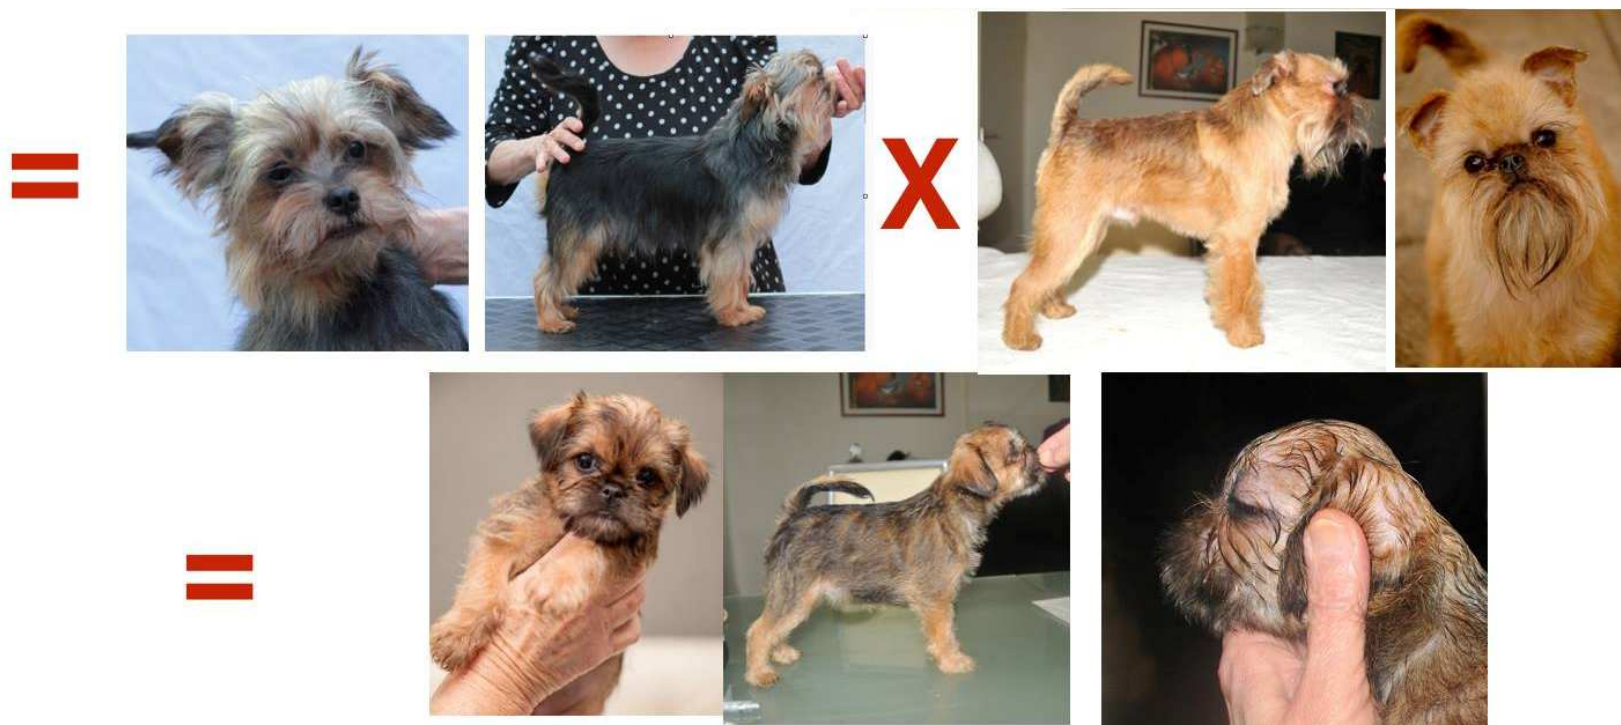 = X
=